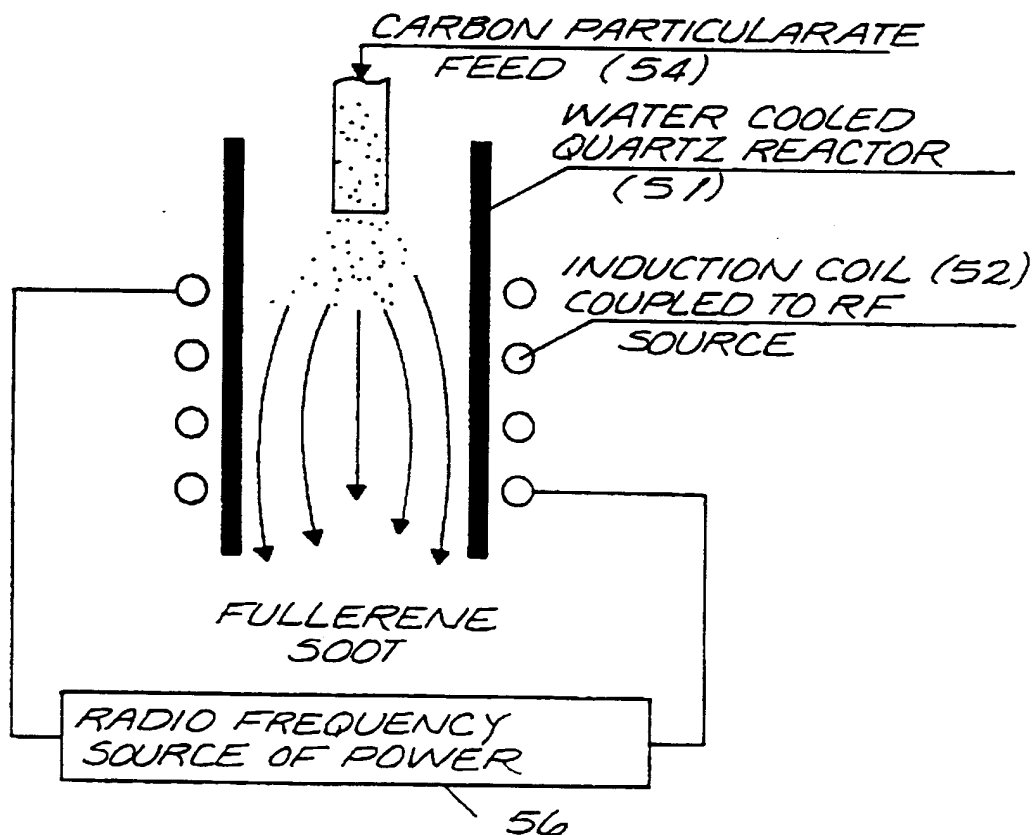 CARBON PARTICULARATE
FEED (54)
WATER COOLED
QUARTZ REACTOR
(51)
INDUCTION COIL (52)
COUPLED TO RF
SOURCE
FULLERENE
SOOT
RADIO FREQUENCY
SOURCE OF POWER
56